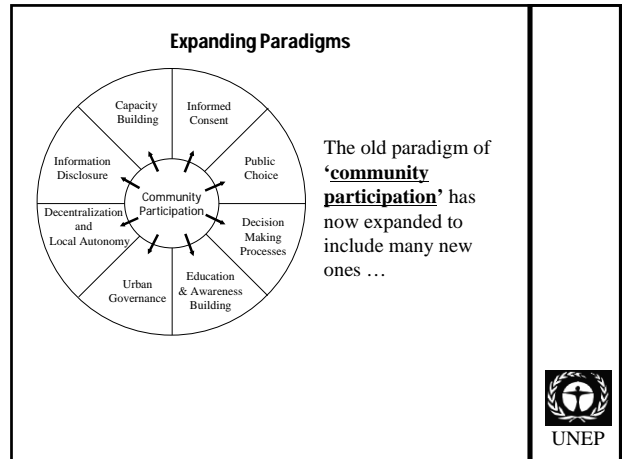 Expanding Paradigms
Capacity
Building
Informed
Consent
Public
Choice
Decision
Making
Processes
Education
& Awareness
Building
Urban
Governance
Decentralization
and
Local Autonomy
Information
Disclosure
Community
Participation
The old paradigm of
‘community
participation’ has
now expanded to
include many new
ones …
UNEP